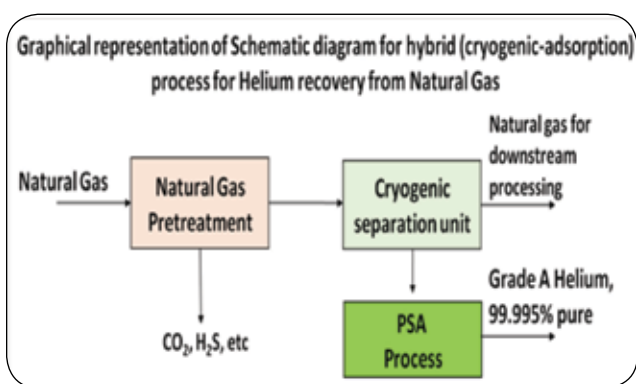 Graphical representation of Schematic diagram for hybrid (cryogenic-adsorption)
process for Helium recovery from Natural Gas
Natural Gas
Natural Gas
Pretreatment
CO₂, H₂S, etc
Cryogenic
separation unit
Natural gas for
downstream
processing
PSA
Process
Grade A Helium,
99.995% pure